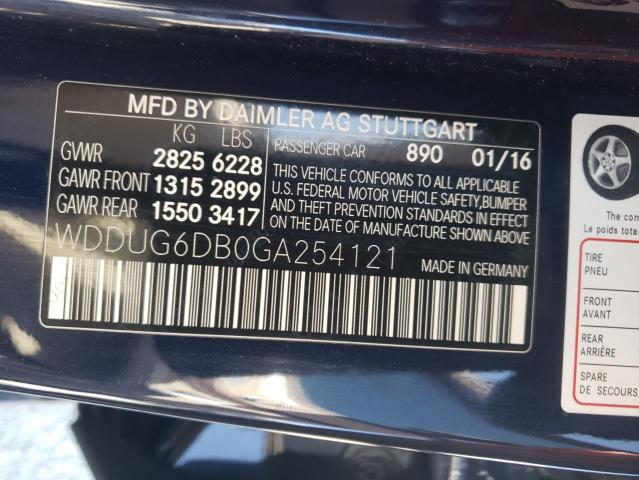 MFD BY DAIMLER AG STUTTGART
KG LBS
GVWR 2825 6228
GAWR FRONT 1315 2899
GAWR REAR 1550 3417
PASSENGER CAR 890 01/16
THIS VEHICLE CONFORMS TO ALL APPLICABLE
U.S. FEDERAL MOTOR VEHICLE SAFETY,BUMPER
AND THEFT PREVENTION STANDARDS IN EFFECT
ON THE DATE OF MANUFACTURE SHOWN ABOVE.
WDDUG6DB0GA254121
MADE IN GERMANY
The
Le pneu
TIRE
PNEU
FRONT
AVANT
REAR
ARRIÈRE
SPARE
DE SECOURS